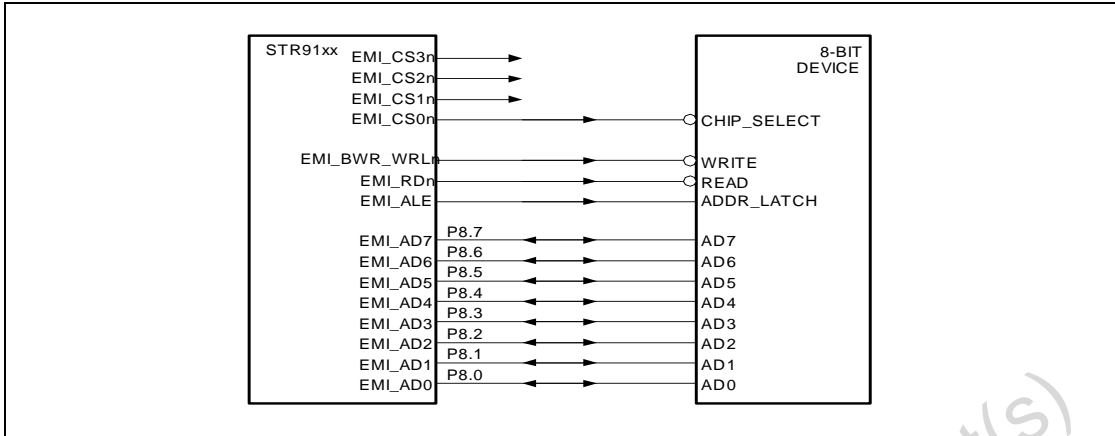 STR91xx
EMI_CS3n
EMI_CS2n
EMI_CS1n
EMI_CS0n
EMI_BWR_WRLn
EMI_RDn
EMI_ALE
EMI_AD7
EMI_AD6
EMI_AD5
EMI_AD4
EMI_AD3
EMI_AD2
EMI_AD1
EMI_AD0
P8.7
P8.6
P8.5
P8.4
P8.3
P8.2
P8.1
P8.0
8-BIT
DEVICE
CHIP_SELECT
WRITE
READ
ADDR_LATCH
AD7
AD6
AD5
AD4
AD3
AD2
AD1
AD0
t(s)